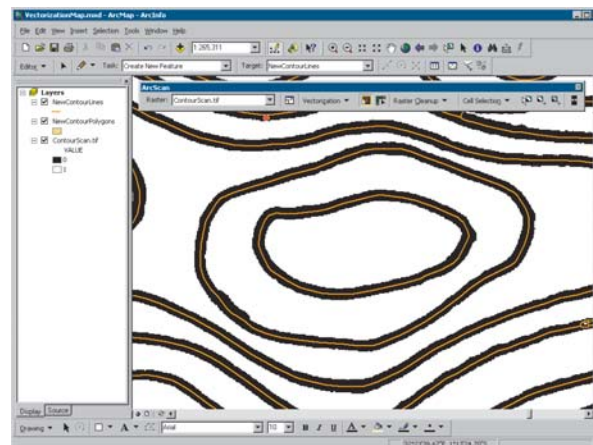 VectorizationMap.mxd - ArcMap - ArcInfo
File Edit View Insert Selection Tools Window Help
1:265,311
Editor Task: Create New Feature Target: NewContourLines
ArcScan
Raster: ContourScan.tif Vectorization Raster Cleanup Cell Selection
Layers
NewContourLines
NewContourPolygons
ContourScan.tif
VALUE
0
1
Display Source
Drawing A Arial 10 B I U A